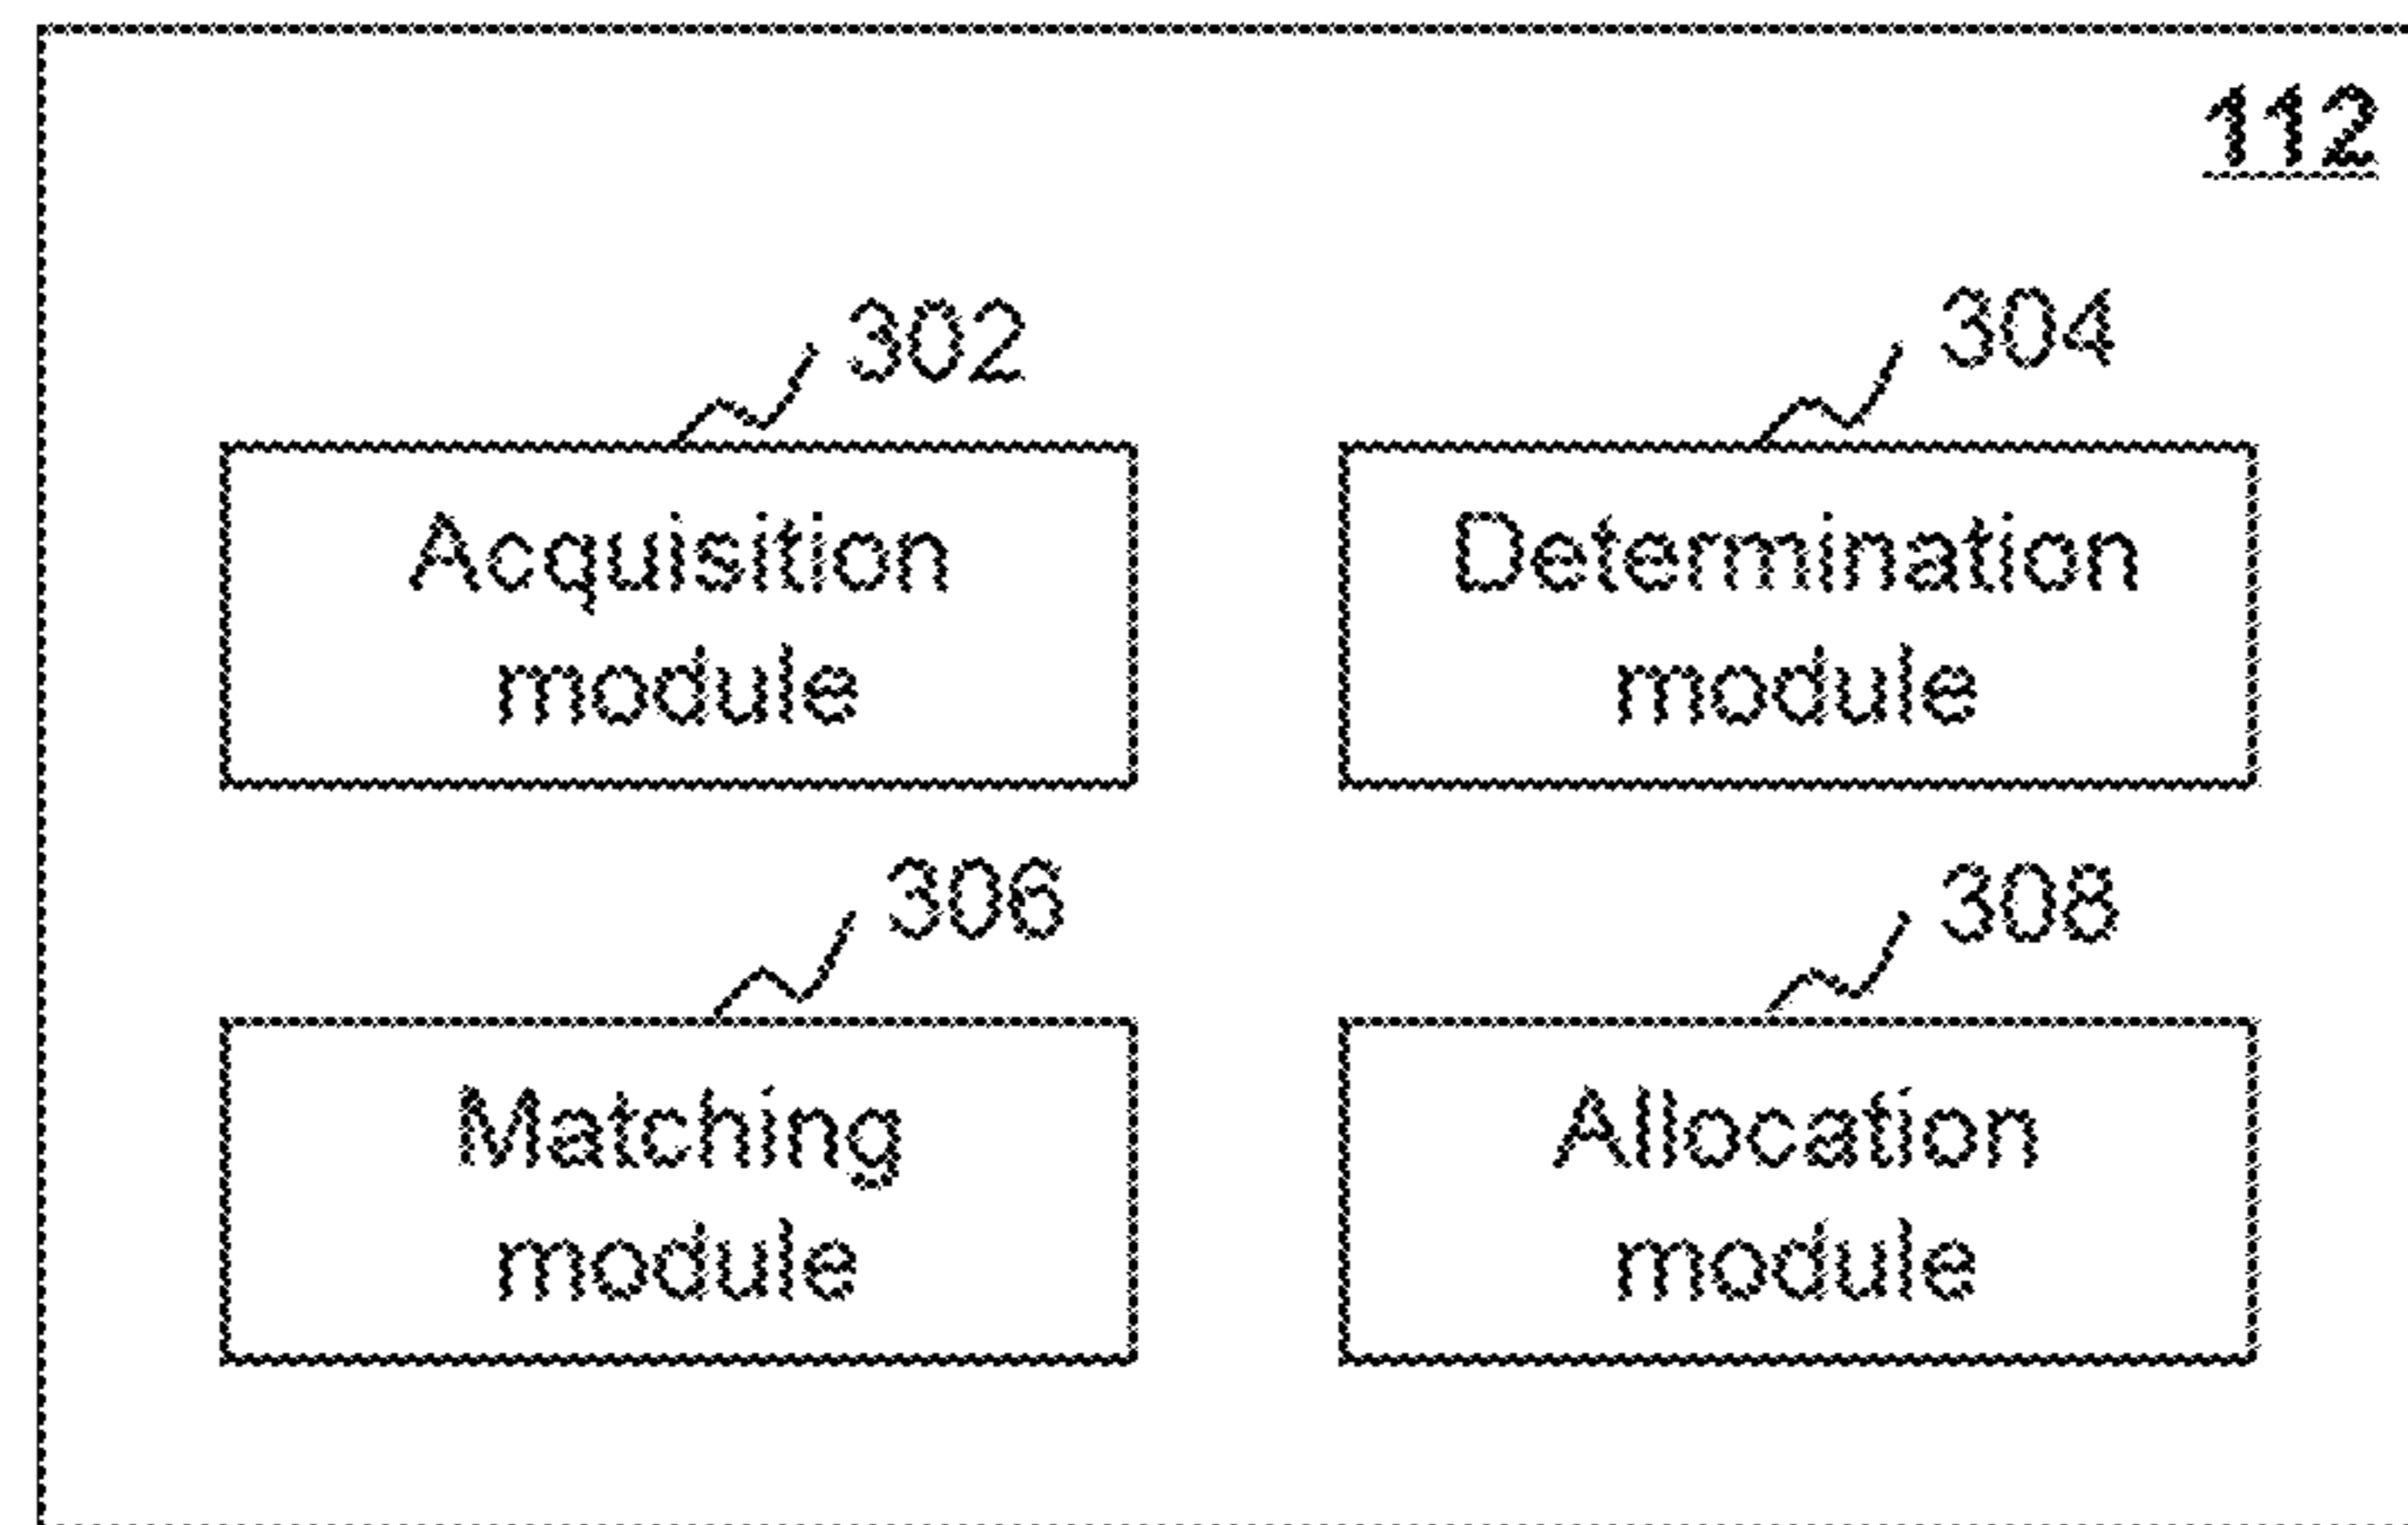 112
302
304
Acquisition
module
Determination
module
306
308
Matching
module
Allocation
module